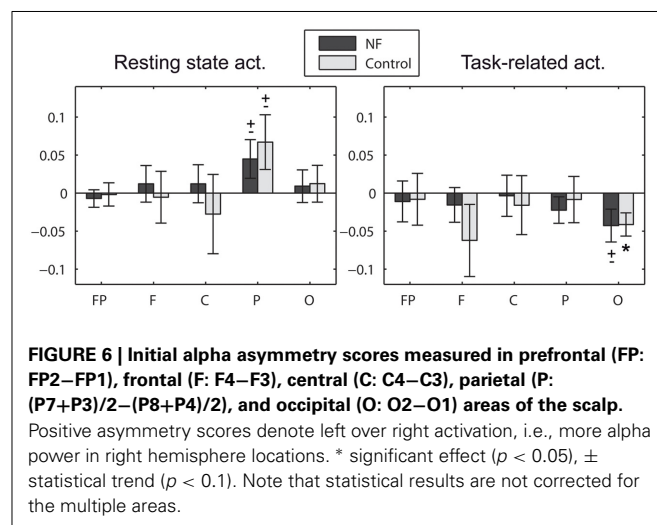 NF
Control
Resting state act.
Task-related act.
0.1
0.05
0
−0.05
−0.1
±
±
FP
F
C
P
O
0.1
0.05
0
−0.05
−0.1
±
*
FP
F
C
P
O
FIGURE 6 | Initial alpha asymmetry scores measured in prefrontal (FP:
FP2−FP1), frontal (F: F4−F3), central (C: C4−C3), parietal (P:
(P7+P3)/2−(P8+P4)/2), and occipital (O: O2−O1) areas of the scalp.
Positive asymmetry scores denote left over right activation, i.e., more alpha
power in right hemisphere locations. * significant effect (p < 0.05), ±
statistical trend (p < 0.1). Note that statistical results are not corrected for
the multiple areas.